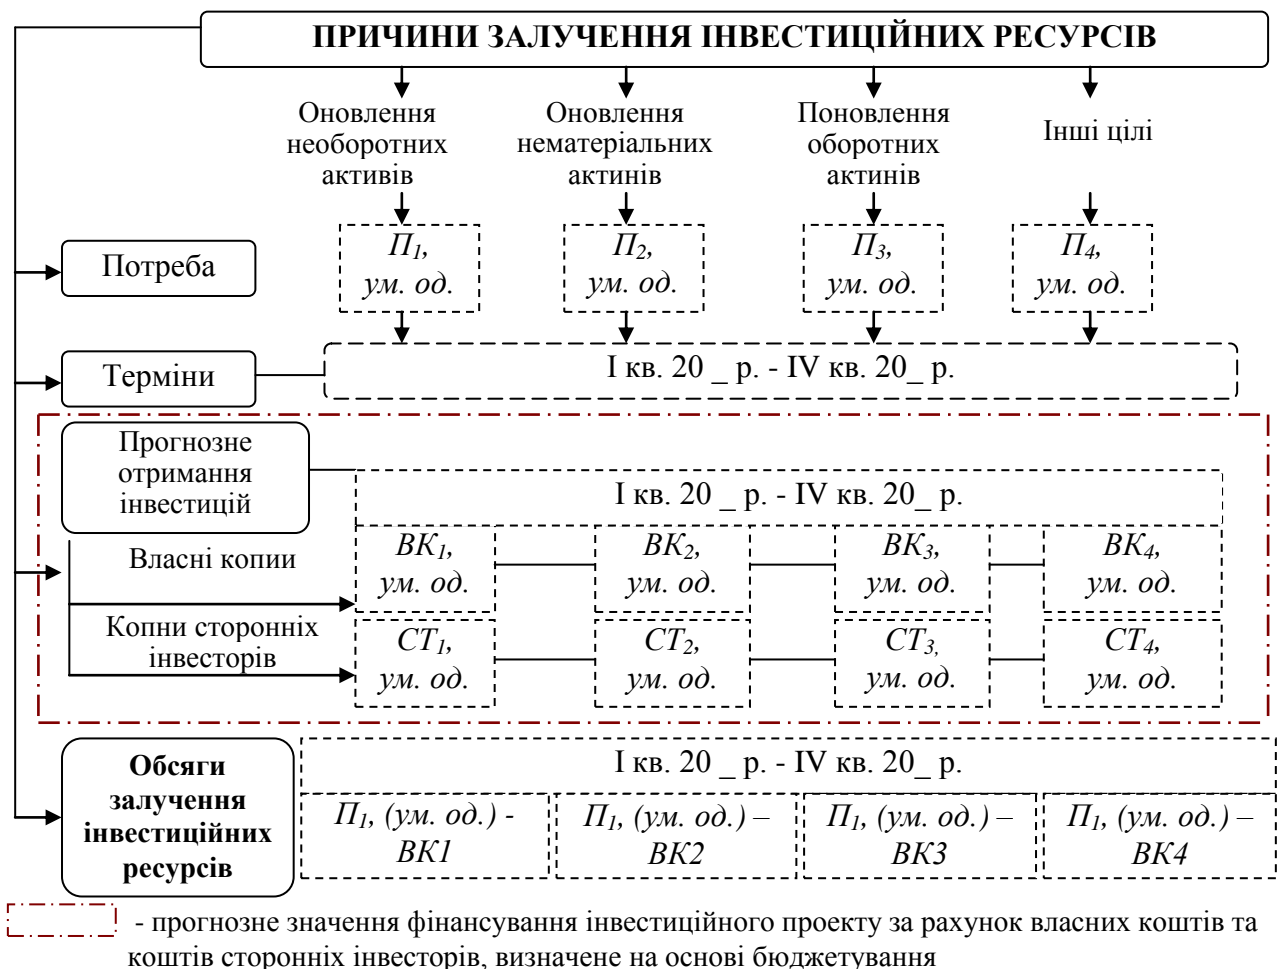 ПРИЧИНИ ЗАЛУЧЕННЯ ІНВЕСТИЦІЙНИХ РЕСУРСІВ
Оновлення
необоротних
активів
Оновлення
нематеріальних
актинів
Поновлення
оборотних
актинів
Інші цілі
Потреба
П1,
ум. од.
П2,
ум. од.
П3,
ум. од.
П4,
ум. од.
Терміни
І кв. 20 _ р. - IV кв. 20_ р.
Прогнозне
отримання
інвестицій
І кв. 20 _ р. - IV кв. 20_ р.
Власні копии
ВК1,
ум. од.
ВК2,
ум. од.
ВК3,
ум. од.
ВК4,
ум. од.
Копни сторонніх
інвесторів
СТ1,
ум. од.
СТ2,
ум. од.
СТ3,
ум. од.
СТ4,
ум. од.
Обсяги
залучення
інвестиційних
ресурсів
І кв. 20 _ р. - IV кв. 20_ р.
П1, (ум. од.) -
ВК1
П1, (ум. од.) –
ВК2
П1, (ум. од.) –
ВК3
П1, (ум. од.) –
ВК4
- прогнозне значення фінансування інвестиційного проекту за рахунок власних коштів та
коштів сторонніх інвесторів, визначене на основі бюджетування